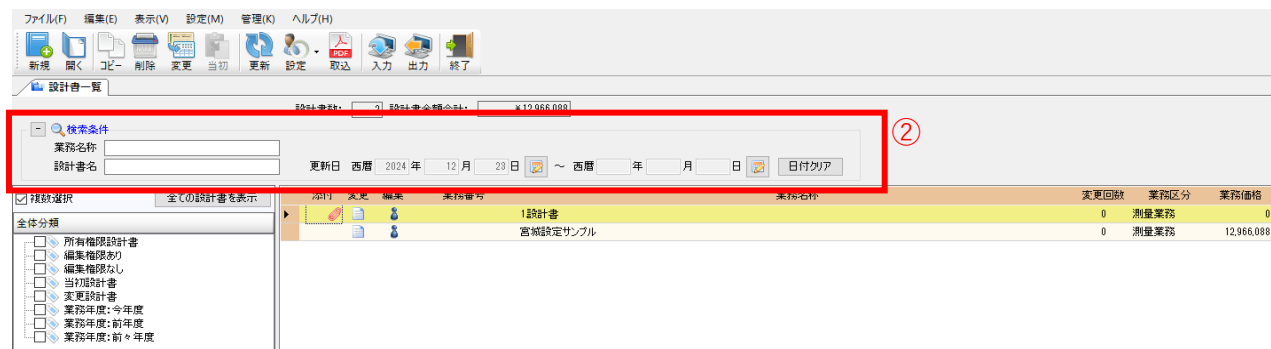 ファイル(F) 編集(E) 表示(V) 設定(M) 管理(K) ヘルプ(H)
新規 開く コピー 削除 変更 当初 更新 設定 取込 入力 出力 終了
設計書一覧
設計書数: 2 設計書金額合計: ¥12,966,088
- 検索条件
②
業務名称
設計書名 更新日 西暦 2024 年 12 月 23 日 ～ 西暦 年 月 日 日付クリア
複数選択 全ての設計書を表示 添付 変更 編集 業務番号 業務名称 変更回数 業務区分 業務価格
1設計書 0 測量業務 0
全体分類
宮城設定サンプル 0 測量業務 12,966,088
所有権限設計書
編集権限あり
編集権限なし
当初設計書
変更設計書
業務年度:今年度
業務年度:前年度
業務年度:前々年度